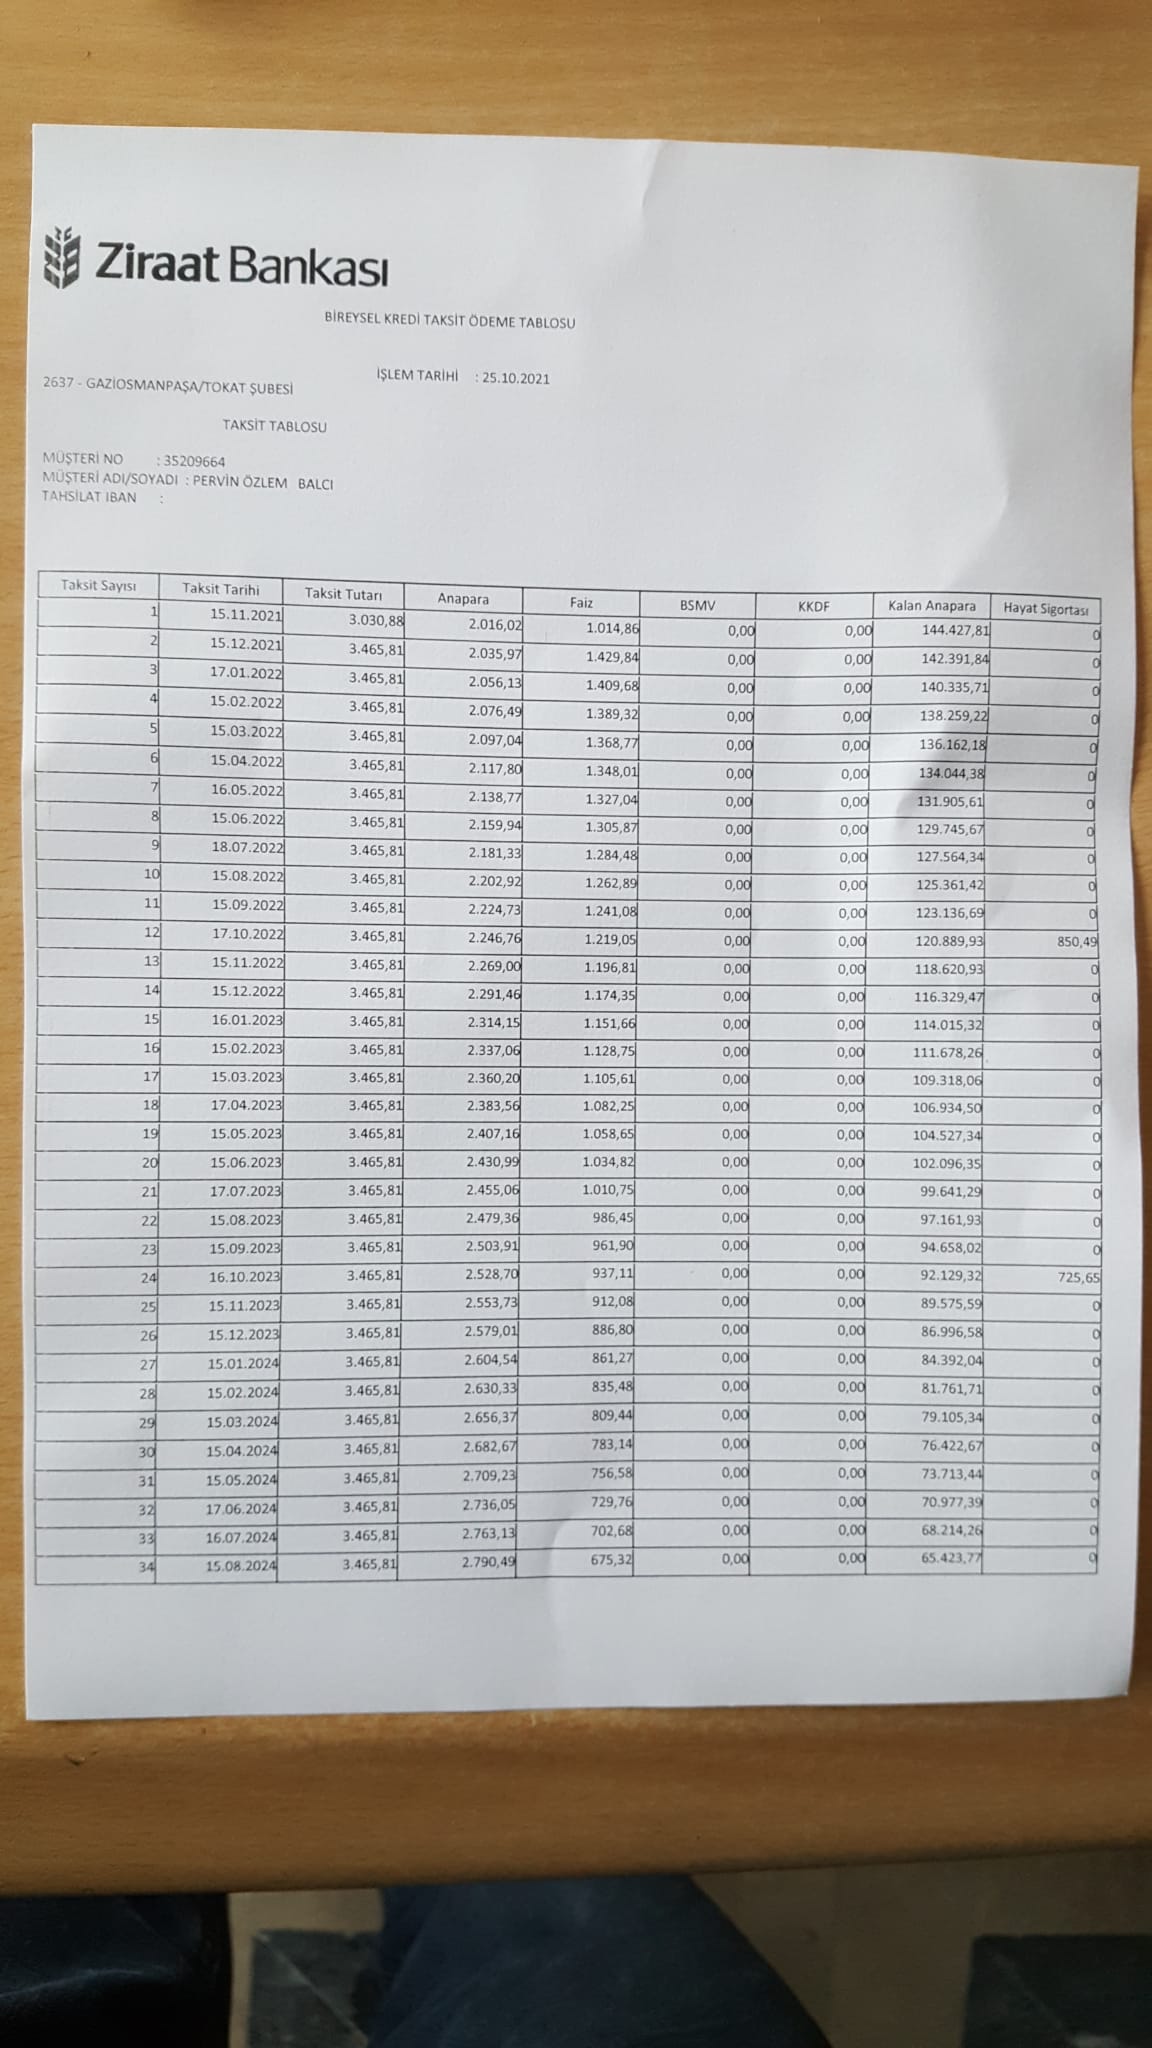 Ziraat Bankası
BİREYSEL KREDİ TAKSİT ÖDEME TABLOSU
İŞLEM TARİHİ : 25.10.2021
2637 - GAZİOSMANPAŞA/TOKAT ŞUBESİ
TAKSİT TABLOSU
MÜŞTERİ NO : 35209664
MÜŞTERİ ADI/SOYADI : PERVİN ÖZLEM BALCI
TAHSİLAT IBAN :
Taksit Sayısı Taksit Tarihi Taksit Tutarı Anapara Faiz BSMV KKDF Kalan Anapara Hayat Sigortası
1 15.11.2021 3.030,88 2.016,02 1.014,86 0,00 0,00 144.427,81 0
2 15.12.2021 3.465,81 2.035,97 1.429,84 0,00 0,00 142.391,84 0
3 17.01.2022 3.465,81 2.056,13 1.409,68 0,00 0,00 140.335,71 0
4 15.02.2022 3.465,81 2.076,49 1.389,32 0,00 0,00 138.259,22 0
5 15.03.2022 3.465,81 2.097,04 1.368,77 0,00 0,00 136.162,18 0
6 15.04.2022 3.465,81 2.117,80 1.348,01 0,00 0,00 134.044,38 0
7 16.05.2022 3.465,81 2.138,77 1.327,04 0,00 0,00 131.905,61 0
8 15.06.2022 3.465,81 2.159,94 1.305,87 0,00 0,00 129.745,67 0
9 18.07.2022 3.465,81 2.181,33 1.284,48 0,00 0,00 127.564,34 0
10 15.08.2022 3.465,81 2.202,92 1.262,89 0,00 0,00 125.361,42 0
11 15.09.2022 3.465,81 2.224,73 1.241,08 0,00 0,00 123.136,69 0
12 17.10.2022 3.465,81 2.246,76 1.219,05 0,00 0,00 120.889,93 850,49
13 15.11.2022 3.465,81 2.269,00 1.196,81 0,00 0,00 118.620,93 0
14 15.12.2022 3.465,81 2.291,46 1.174,35 0,00 0,00 116.329,47 0
15 16.01.2023 3.465,81 2.314,15 1.151,66 0,00 0,00 114.015,32 0
16 15.02.2023 3.465,81 2.337,06 1.128,75 0,00 0,00 111.678,26 0
17 15.03.2023 3.465,81 2.360,20 1.105,61 0,00 0,00 109.318,06 0
18 17.04.2023 3.465,81 2.383,56 1.082,25 0,00 0,00 106.934,50 0
19 15.05.2023 3.465,81 2.407,16 1.058,65 0,00 0,00 104.527,34 0
20 15.06.2023 3.465,81 2.430,99 1.034,82 0,00 0,00 102.096,35 0
21 17.07.2023 3.465,81 2.455,06 1.010,75 0,00 0,00 99.641,29 0
22 15.08.2023 3.465,81 2.479,36 986,45 0,00 0,00 97.161,93 0
23 15.09.2023 3.465,81 2.503,91 961,90 0,00 0,00 94.658,02 0
24 16.10.2023 3.465,81 2.528,70 937,11 0,00 0,00 92.129,32 725,65
25 15.11.2023 3.465,81 2.553,73 912,08 0,00 0,00 89.575,59 0
26 15.12.2023 3.465,81 2.579,01 886,80 0,00 0,00 86.996,58 0
27 15.01.2024 3.465,81 2.604,54 861,27 0,00 0,00 84.392,04 0
28 15.02.2024 3.465,81 2.630,33 835,48 0,00 0,00 81.761,71 0
29 15.03.2024 3.465,81 2.656,37 809,44 0,00 0,00 79.105,34 0
30 15.04.2024 3.465,81 2.682,67 783,14 0,00 0,00 76.422,67 0
31 15.05.2024 3.465,81 2.709,23 756,58 0,00 0,00 73.713,44 0
32 17.06.2024 3.465,81 2.736,05 729,76 0,00 0,00 70.977,39 0
33 16.07.2024 3.465,81 2.763,13 702,68 0,00 0,00 68.214,26 0
34 15.08.2024 3.465,81 2.790,49 675,32 0,00 0,00 65.423,77 0